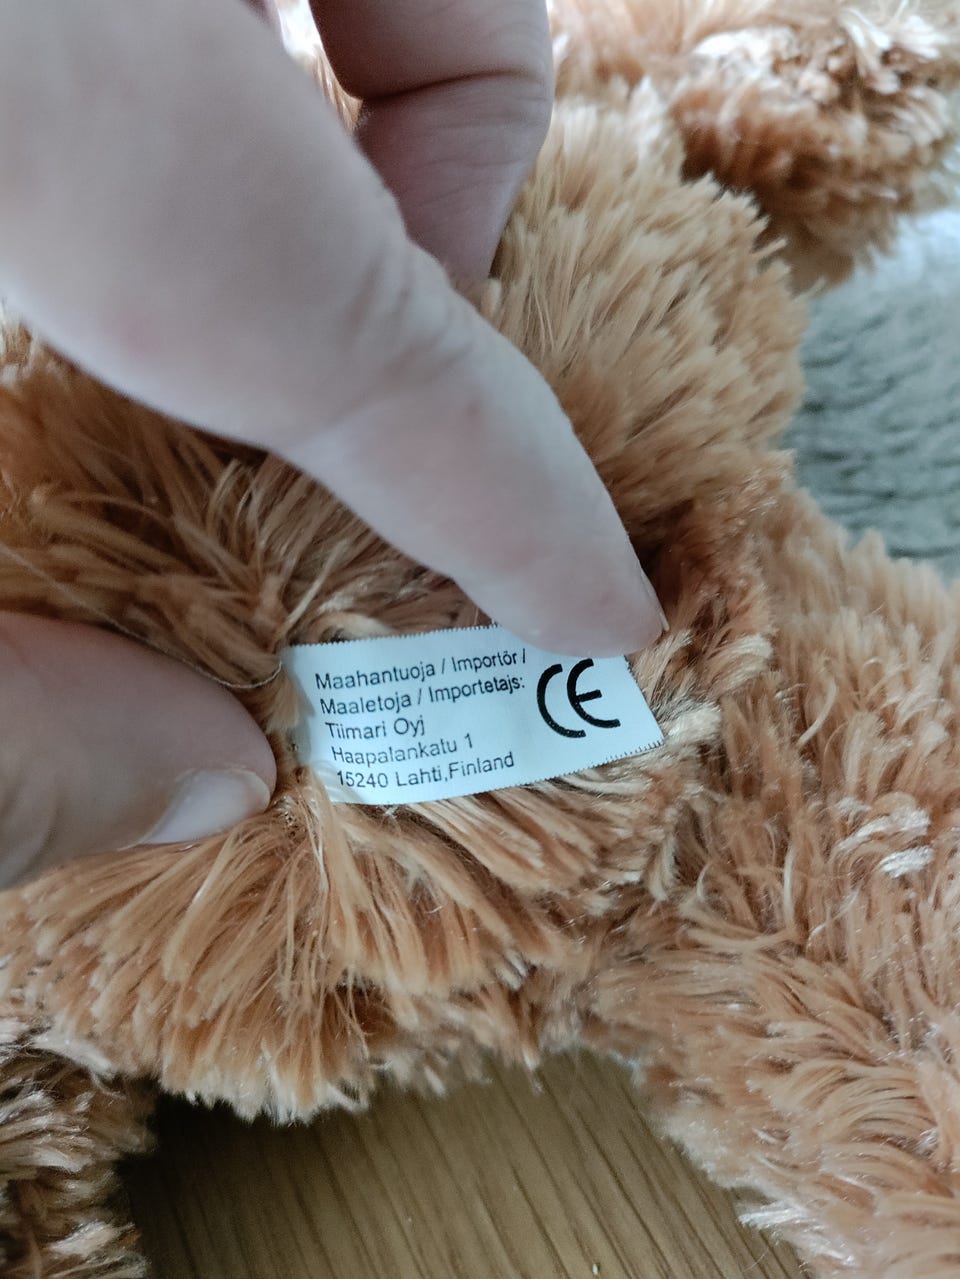 Maahantuoja / Importör /
Maaletoja / Importetajs:
Tiimari Oyj
Haapalankatu 1
15240 Lahti,Finland
CE